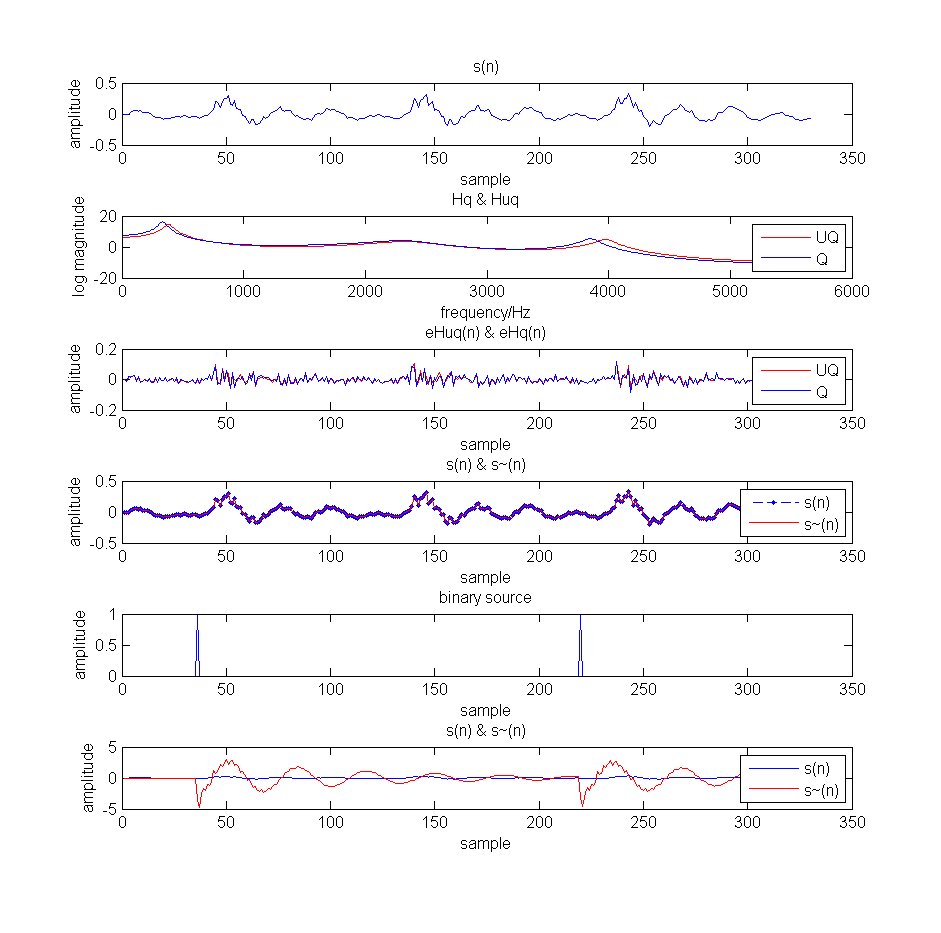 s(n)
amplitude
0.5
0
-0.5
0 50 100 150 200 250 300 350
sample
Hq & Huq
log magnitude
20
0
-20
UQ
Q
0 1000 2000 3000 4000 5000 6000
frequency/Hz
eHuq(n) & eHq(n)
amplitude
0.2
0
-0.2
UQ
Q
0 50 100 150 200 250 300 350
sample
s(n) & s~(n)
amplitude
0.5
0
-0.5
s(n)
s~(n)
0 50 100 150 200 250 300 350
sample
binary source
amplitude
1
0.5
0
0 50 100 150 200 250 300 350
sample
s(n) & s~(n)
amplitude
5
0
-5
s(n)
s~(n)
0 50 100 150 200 250 300 350
sample